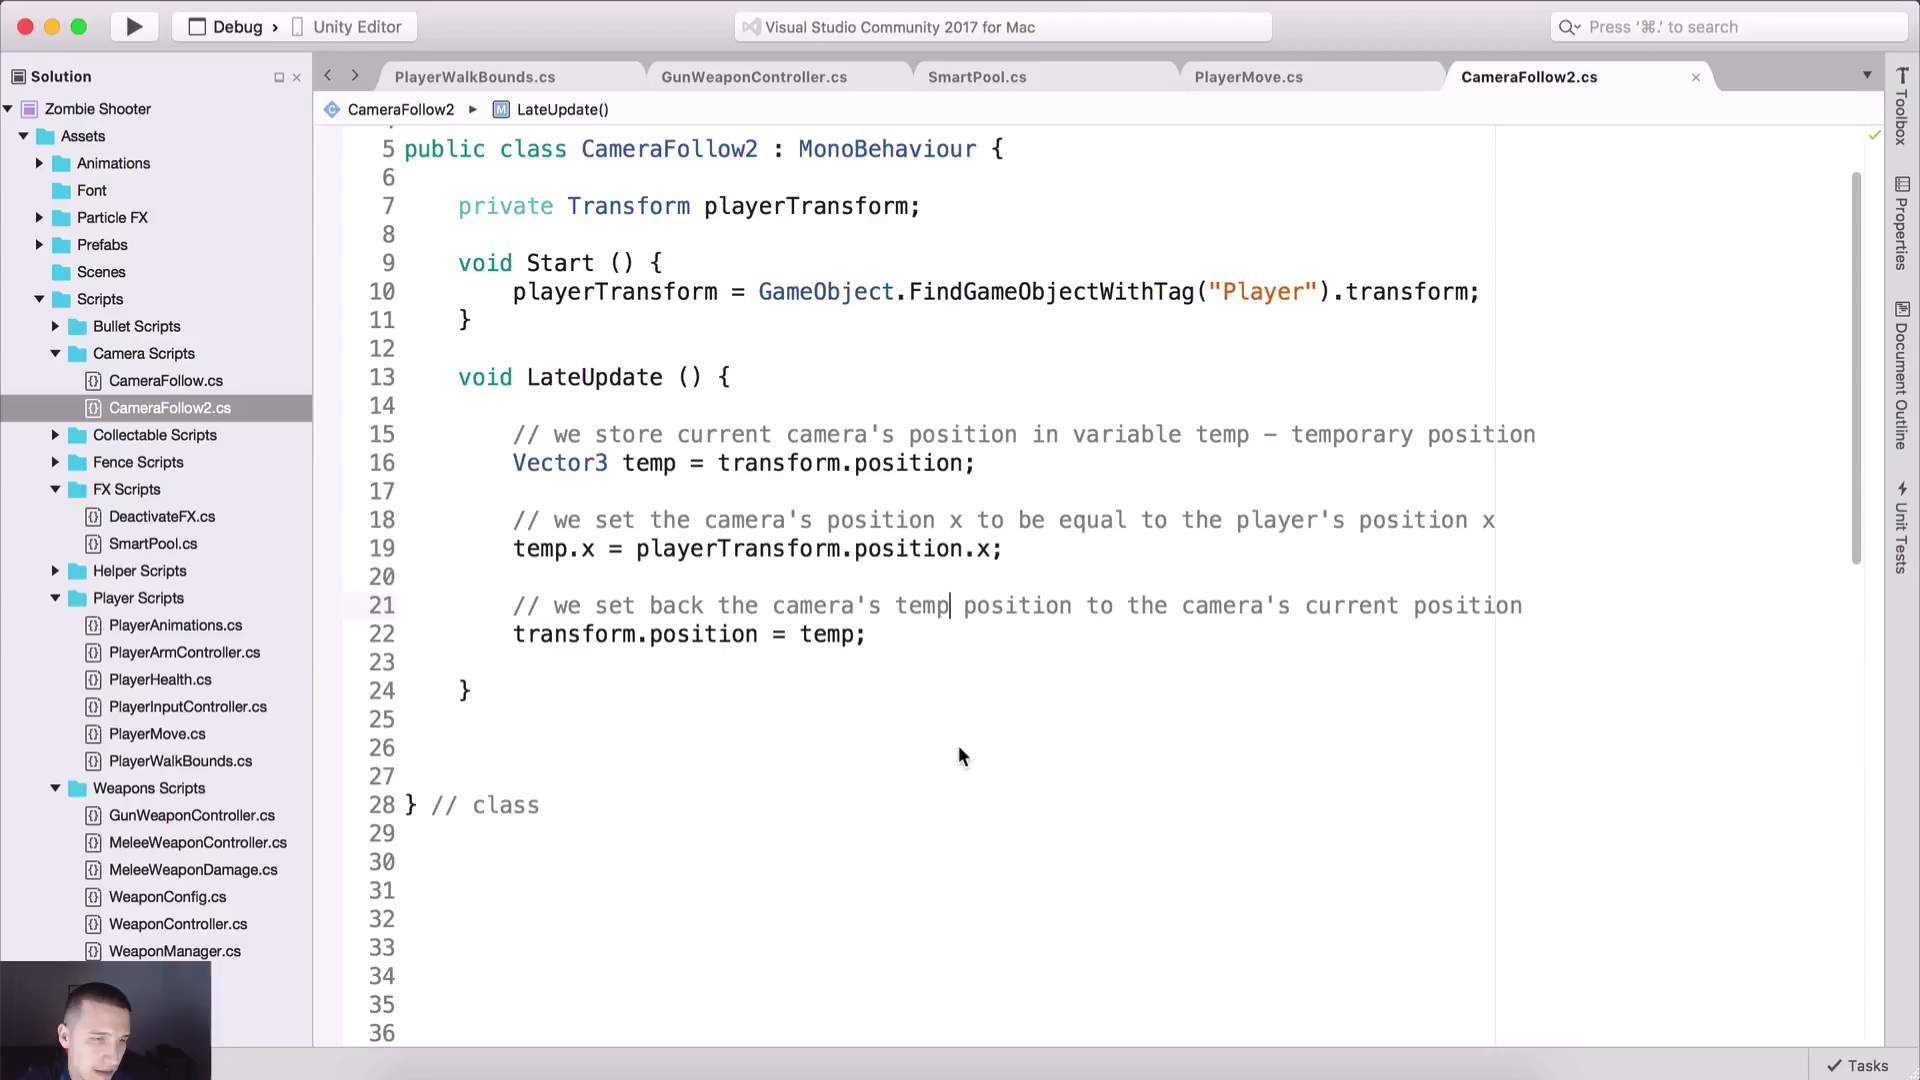 Debug › Unity Editor
Visual Studio Community 2017 for Mac
Press '⌘.' to search
Solution
Zombie Shooter
Assets
Animations
Font
Particle FX
Prefabs
Scenes
Scripts
Bullet Scripts
Camera Scripts
CameraFollow.cs
CameraFollow2.cs
Collectable Scripts
Fence Scripts
FX Scripts
DeactivateFX.cs
SmartPool.cs
Helper Scripts
Player Scripts
PlayerAnimations.cs
PlayerArmController.cs
PlayerHealth.cs
PlayerInputController.cs
PlayerMove.cs
PlayerWalkBounds.cs
Weapons Scripts
GunWeaponController.cs
MeleeWeaponController.cs
MeleeWeaponDamage.cs
WeaponConfig.cs
WeaponController.cs
WeaponManager.cs
PlayerWalkBounds.cs GunWeaponController.cs SmartPool.cs PlayerMove.cs CameraFollow2.cs
CameraFollow2 ▸ M LateUpdate()
5 public class CameraFollow2 : MonoBehaviour {
6
7 private Transform playerTransform;
8
9 void Start () {
10 playerTransform = GameObject.FindGameObjectWithTag("Player").transform;
11 }
12
13 void LateUpdate () {
14
15 // we store current camera's position in variable temp - temporary position
16 Vector3 temp = transform.position;
17
18 // we set the camera's position x to be equal to the player's position x
19 temp.x = playerTransform.position.x;
20
21 // we set back the camera's temp position to the camera's current position
22 transform.position = temp;
23
24 }
25
26
27
28 } // class
29
30
31
32
33
34
35
36
Toolbox
Properties
Document Outline
Unit Tests
Tasks